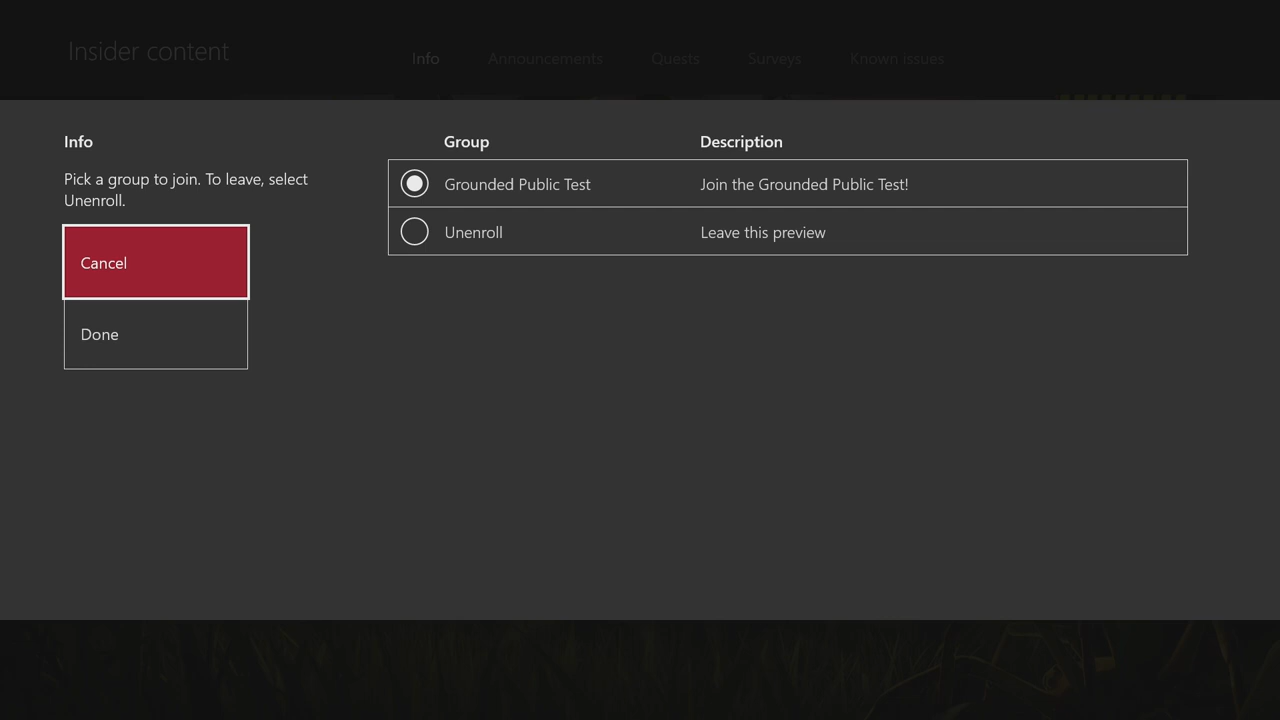 Insider content
Info
Announcements
Quests
Surveys
Known issues
Info
Pick a group to join. To leave, select
Unenroll.
Cancel
Done
Group
Description
Grounded Public Test
Join the Grounded Public Test!
Unenroll
Leave this preview